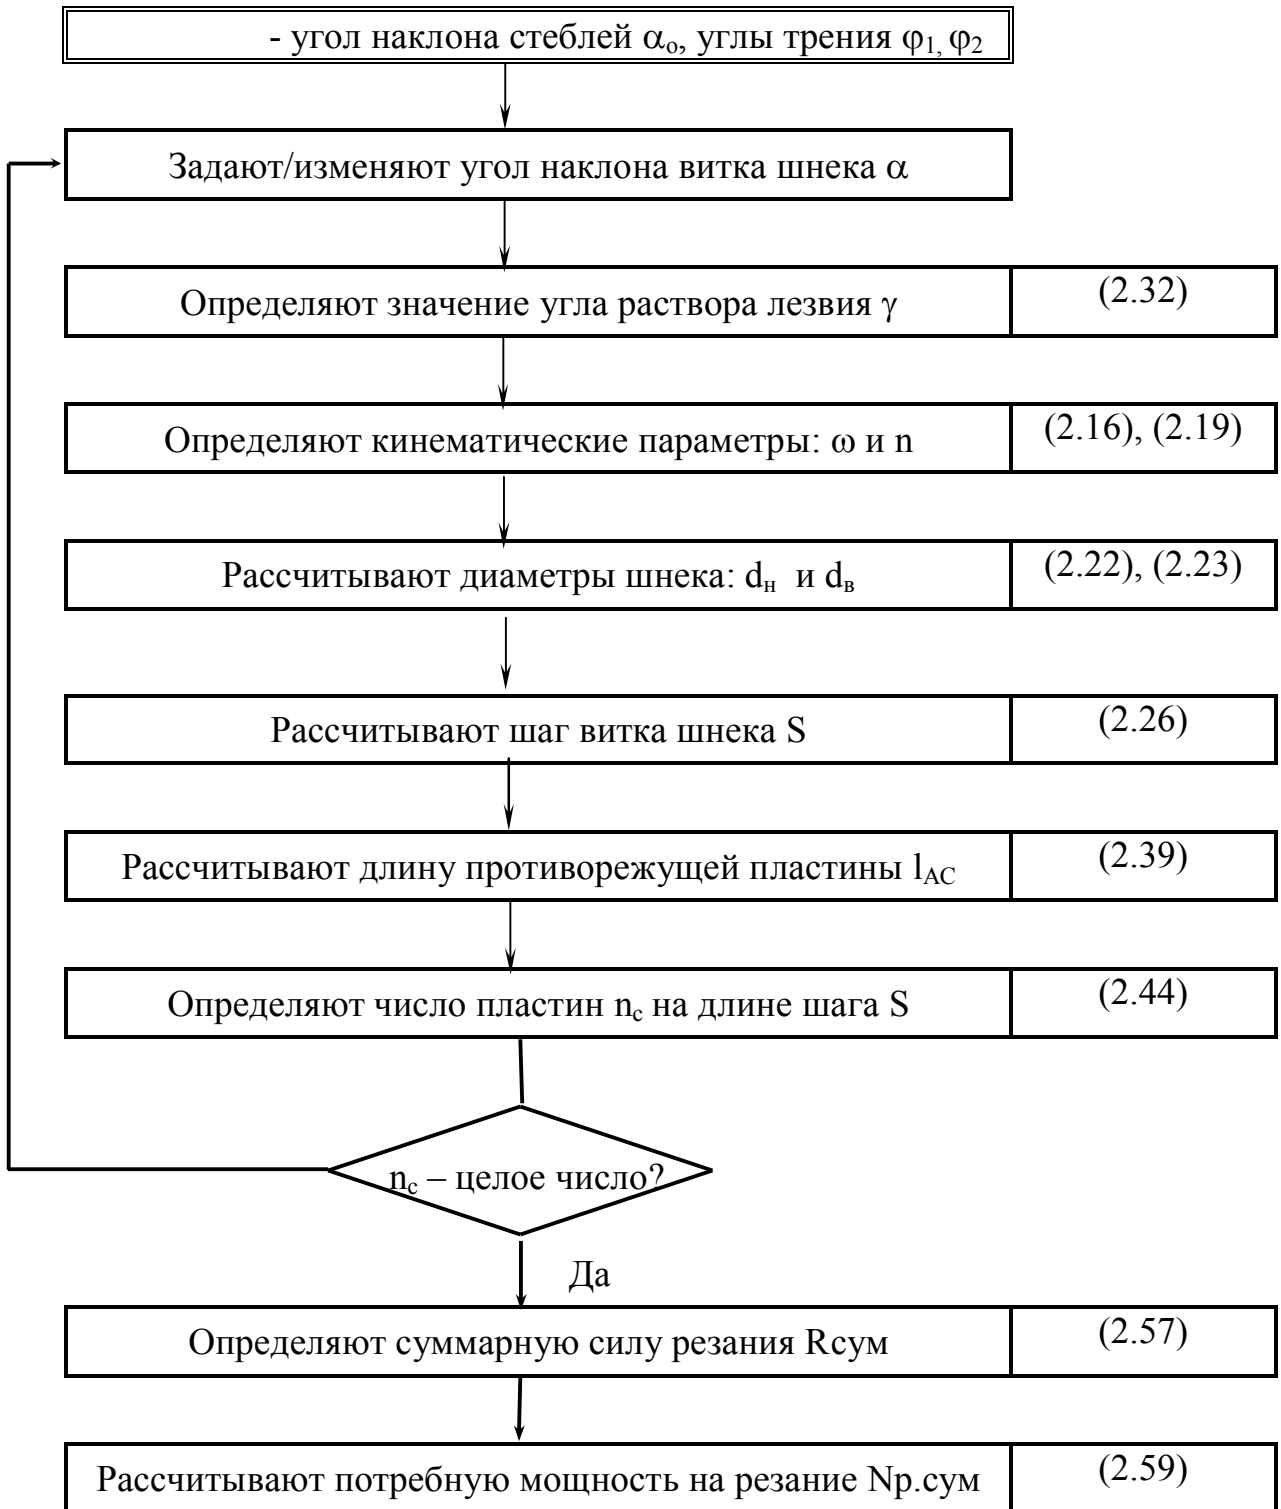 - угол наклона стеблей αₒ, углы трения φ₁, φ₂
Задают/изменяют угол наклона витка шнека α
Определяют значение угла раствора лезвия γ
(2.32)
Определяют кинематические параметры: ω и n
(2.16), (2.19)
Рассчитывают диаметры шнека: dн и dв
(2.22), (2.23)
Рассчитывают шаг витка шнека S
(2.26)
Рассчитывают длину противорежущей пластины lAC
(2.39)
Определяют число пластин nс на длине шага S
(2.44)
nс – целое число?
Да
Определяют суммарную силу резания Rсум
(2.57)
Рассчитывают потребную мощность на резание Nр.сум
(2.59)